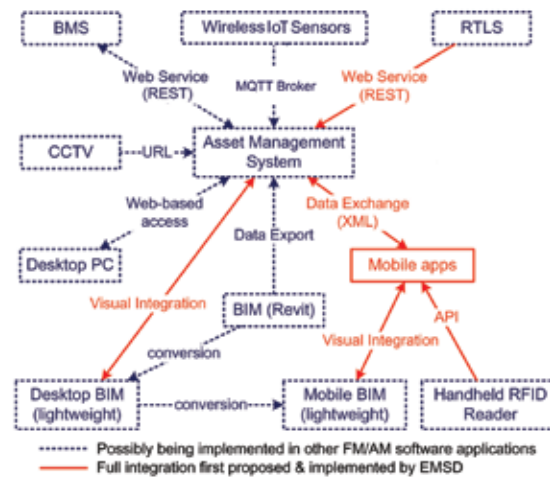 BMS
Wireless IoT Sensors
RTLS
Web Service
(REST)
MQTT Broker
Web Service
(REST)
CCTV
URL
Asset Management
System
Web-based
access
Data Exchange
(XML)
Data Export
Desktop PC
Mobile apps
Visual Integration
BIM (Revit)
Visual Integration
API
conversion
Desktop BIM
(lightweight)
conversion
Mobile BIM
(lightweight)
Handheld RFID
Reader
Possibly being implemented in other FM/AM software applications
Full integration first proposed & implemented by EMSD